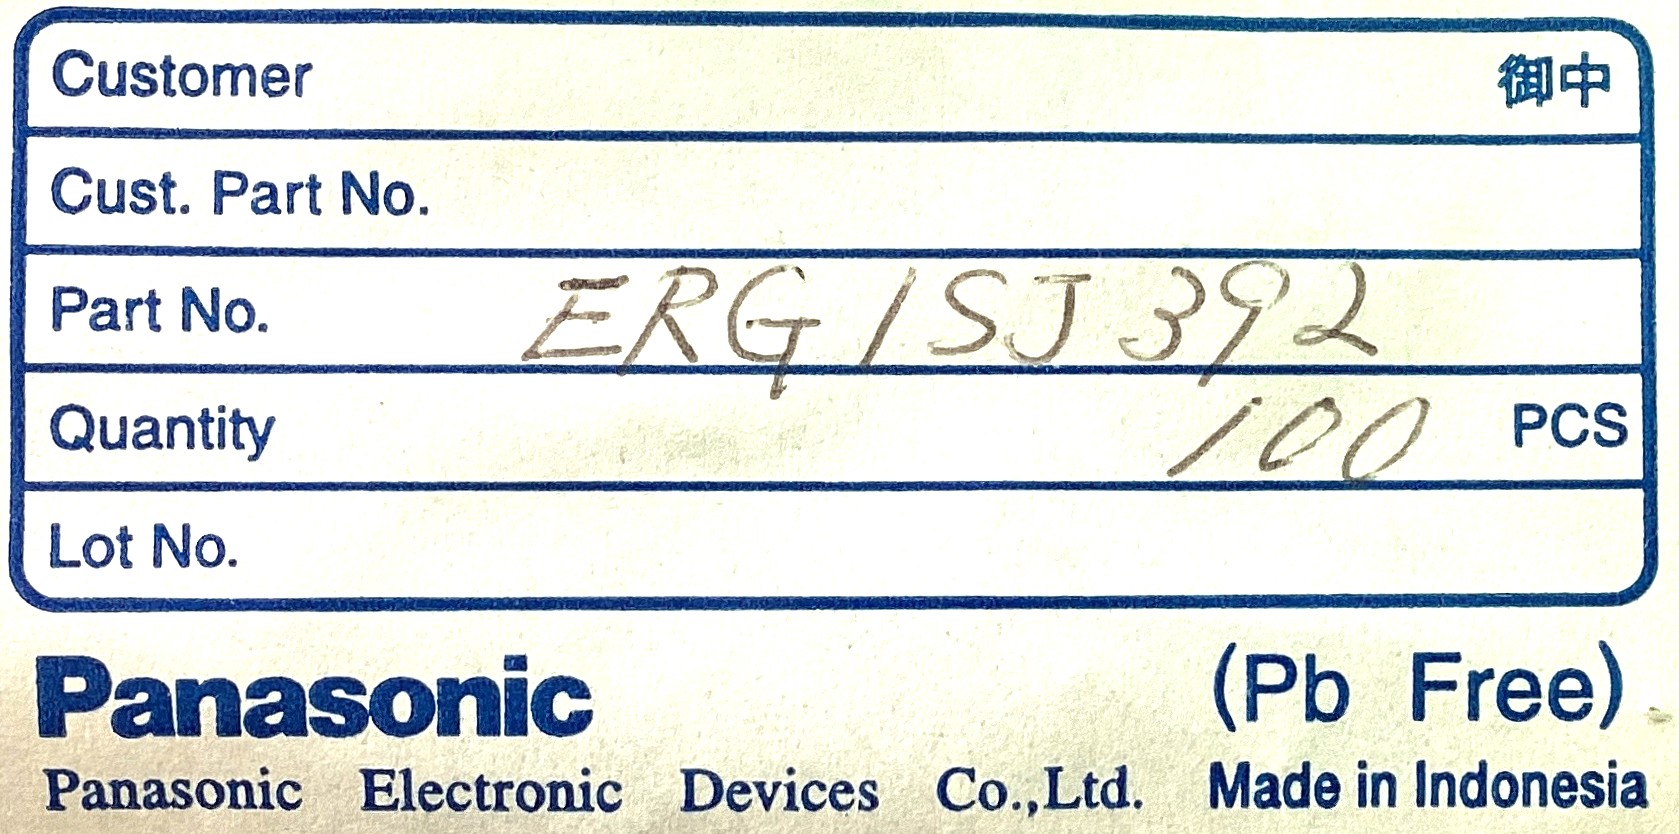 Customer 御中
Cust. Part No.
Part No. ERG1SJ392
Quantity 100 PCS
Lot No.
Panasonic (Pb Free)
Panasonic Electronic Devices Co.,Ltd. Made in Indonesia